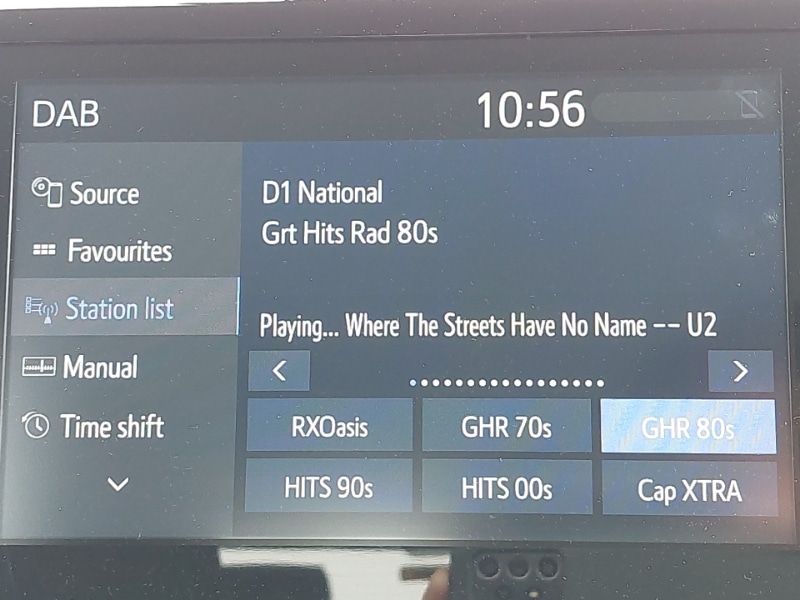 DAB
10:56
Source
Favourites
Station list
Manual
Time shift
D1 National
Grt Hits Rad 80s
Playing... Where The Streets Have No Name -- U2
RXOasis
GHR 70s
GHR 80s
HITS 90s
HITS 00s
Cap XTRA